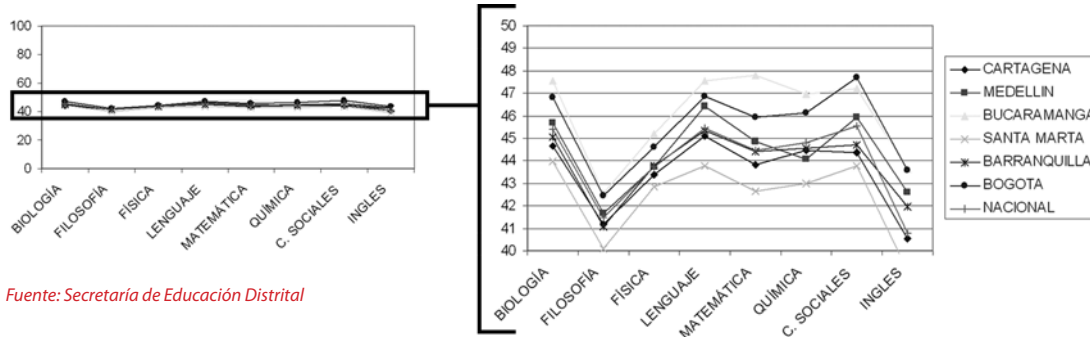 100
80
60
40
20
0
BIOLOGÍA
FILOSOFÍA
FÍSICA
LENGUAJE
MATEMÁTICA
QUÍMICA
C. SOCIALES
INGLES
Fuente: Secretaría de Educación Distrital
50
49
48
47
46
45
44
43
42
41
40
BIOLOGÍA
FILOSOFÍA
FÍSICA
LENGUAJE
MATEMÁTICA
QUÍMICA
C. SOCIALES
INGLES
CARTAGENA
MEDELLIN
BUCARAMANGA
SANTA MARTA
BARRANQUILLA
BOGOTA
NACIONAL